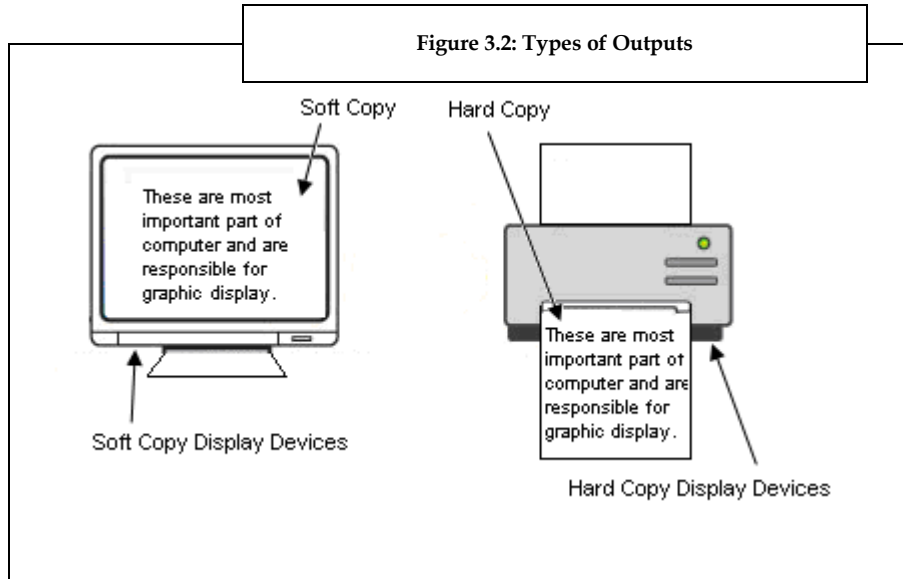 Figure 3.2: Types of Outputs
Soft Copy
Hard Copy
These are most
important part of
computer and are
responsible for
graphic display.
These are most
important part of
computer and are
responsible for
graphic display.
Soft Copy Display Devices
Hard Copy Display Devices